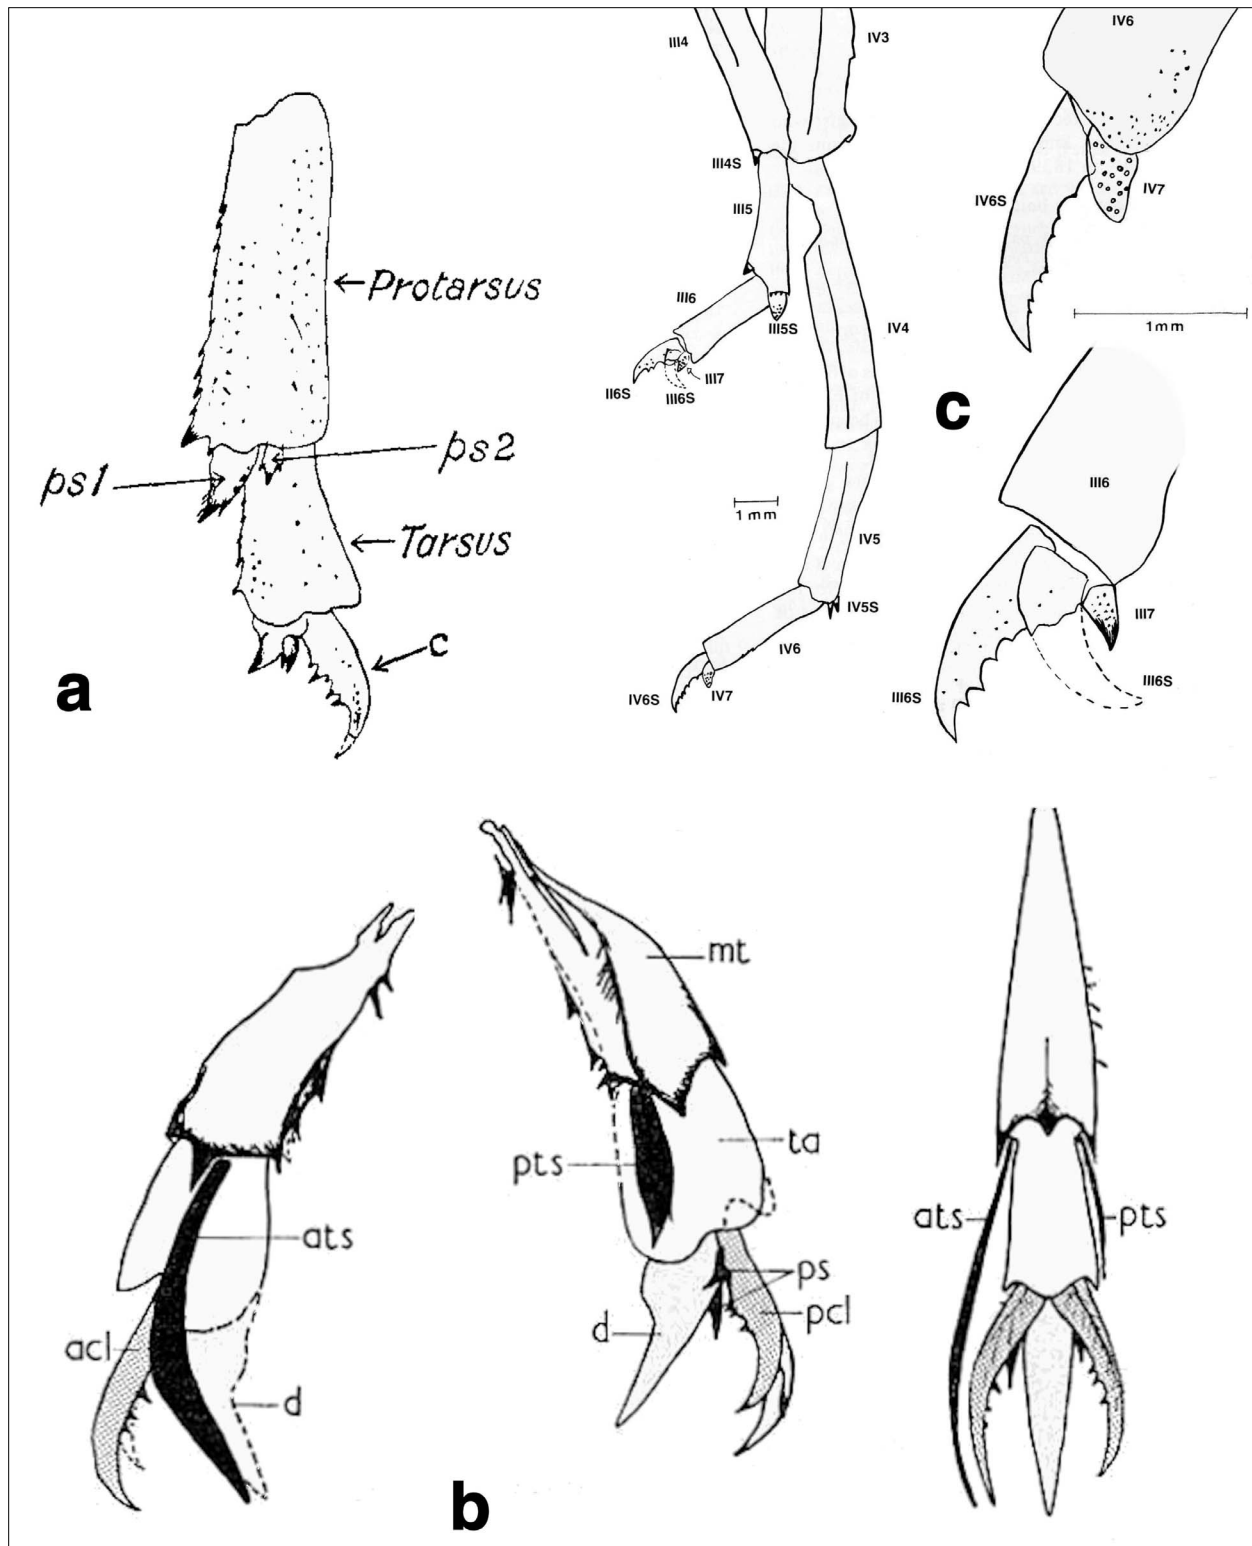 Protarsus
ps1
ps2
Tarsus
c
a
III4
IV3
III4S
III5
III6
III5S
IV4
II6S
III6S
III7
1 mm
IV5
IV5S
IV6
IV6S
IV7
IV6
IV6S
IV7
1mm
c
III6
III7
III6S
III6S
ats
acl
d
mt
pts
ta
ps
d
pcl
ats
pts
b